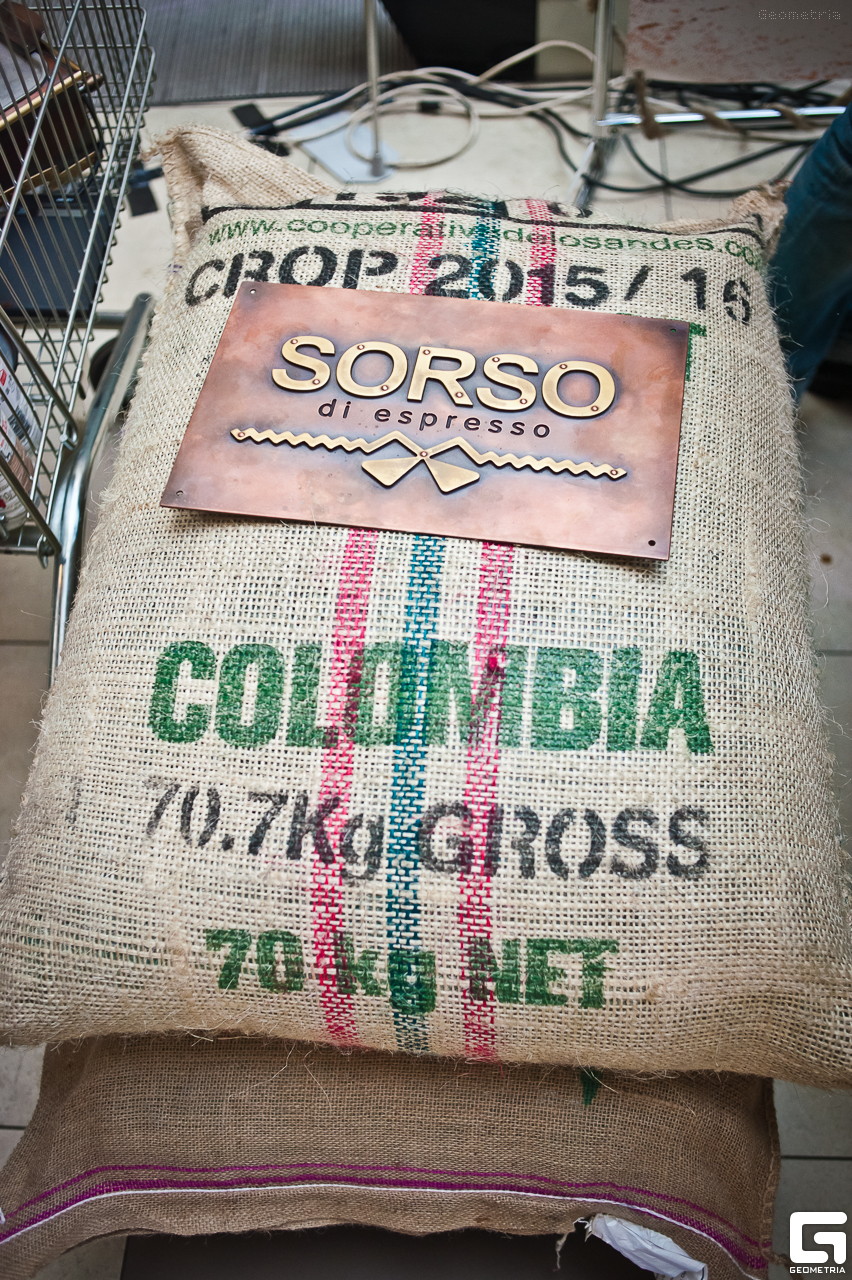 Geometria
www.cooperativadelosandes.co
CROP 2015/16
SORSO
di espresso
COLOMBIA
70.7Kg GROSS
70 kg NET
GEOMETRIA